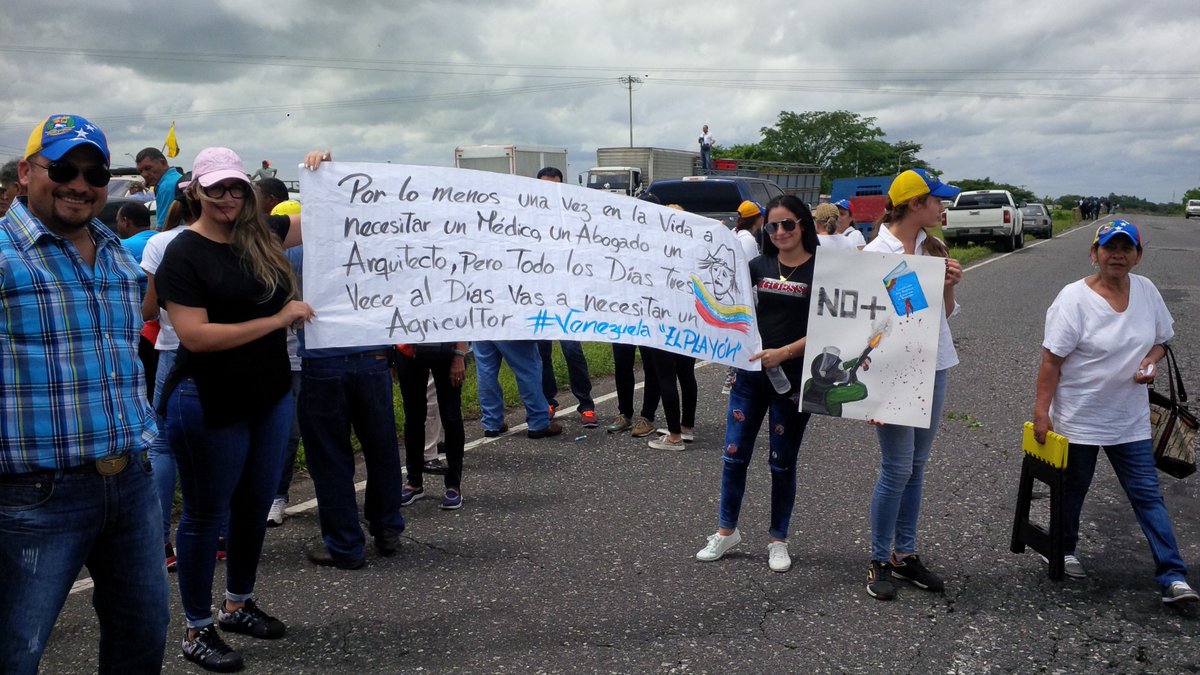 Por lo menos una vez en la Vida a
necesitar un Médico, un Abogado un
Arquitecto, Pero Todo los Días Tres
Vece al Días Vas a necesitar un
Agricultor #Venezuela "EL PLAYÓN"
NO+